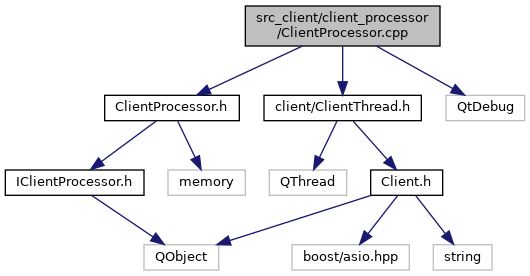 src_client/client_processor
/ClientProcessor.cpp
ClientProcessor.h
client/ClientThread.h
QtDebug
IClientProcessor.h
memory
QThread
Client.h
QObject
boost/asio.hpp
string